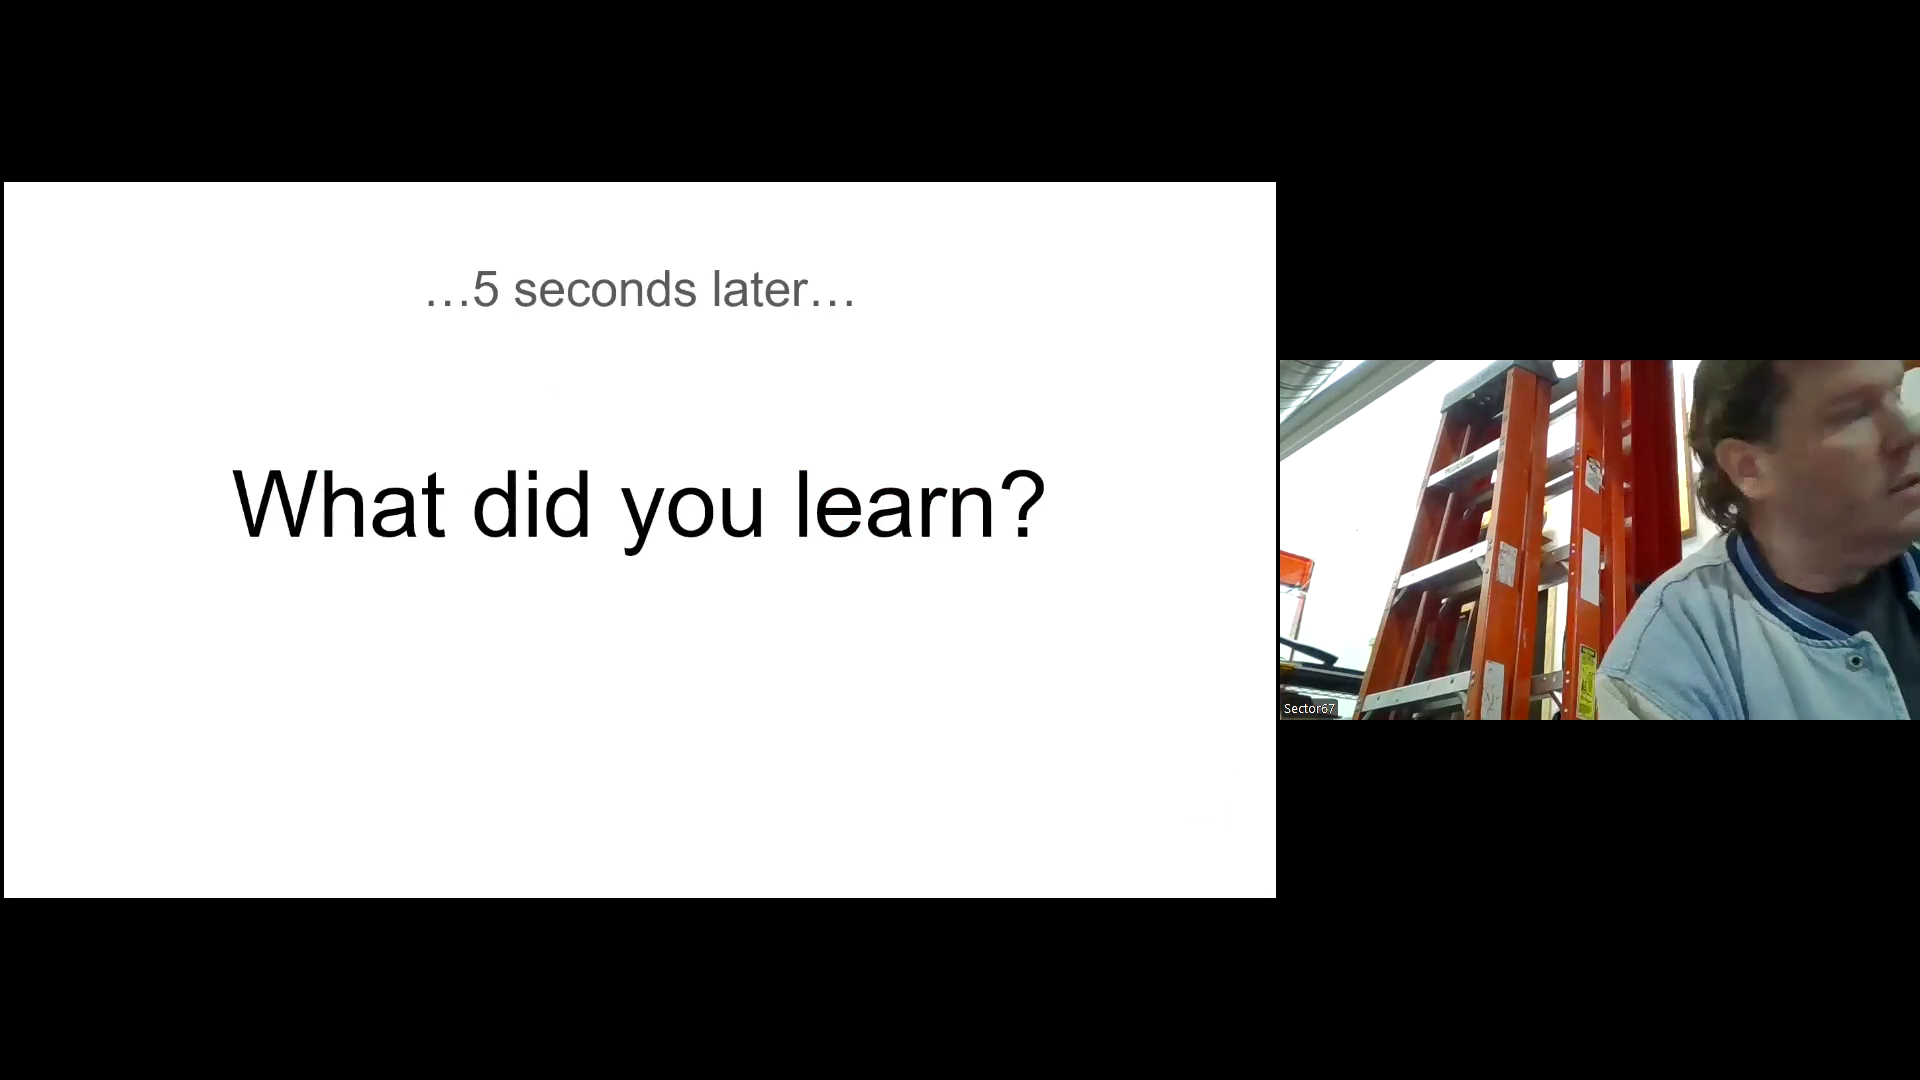 …5 seconds later…
What did you learn?
Sector67